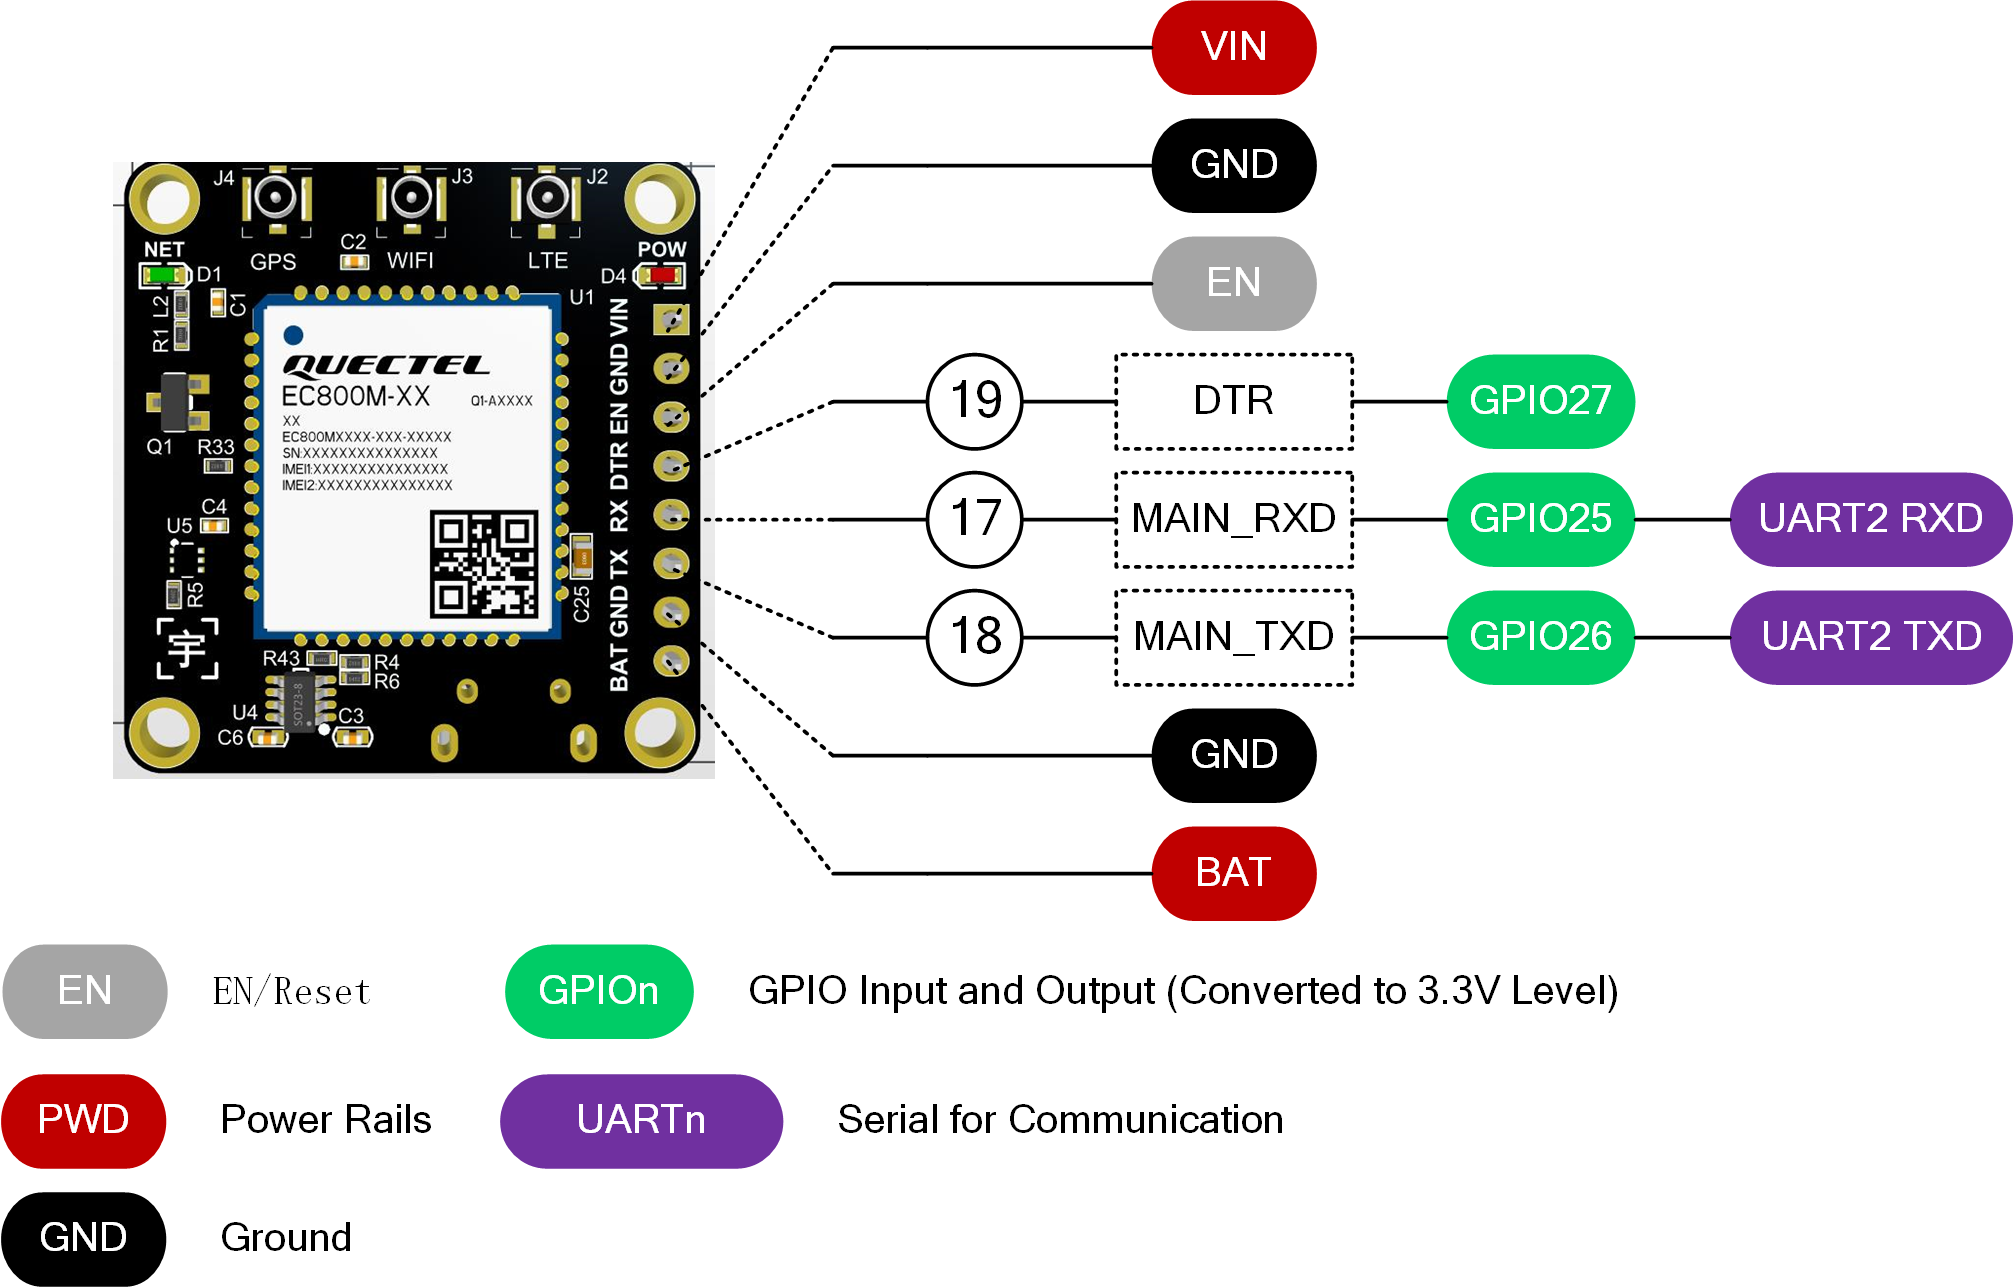 VIN
GND
EN
19 DTR GPIO27
17 MAIN_RXD GPIO25 UART2 RXD
18 MAIN_TXD GPIO26 UART2 TXD
GND
BAT
J4 J3 J2
NET POW
GPS C2 WIFI LTE
D1 D4
L2 C1 U1
R1
QUECTEL
EC800M-XX Q1-AXXXX
XX
EC800MXXXX-XXX-XXXXX
SN:XXXXXXXXXXXXXXX
IMEI1:XXXXXXXXXXXXXXX
IMEI2:XXXXXXXXXXXXXXX
Q1
R33
C4
U5
R5
C25
宇
BAT GND TX RX DTR EN GND VIN
R43 R4
R6
SOT23-8
U4 C3
C6
EN EN/Reset GPIOn GPIO Input and Output (Converted to 3.3V Level)
PWD Power Rails UARTn Serial for Communication
GND Ground